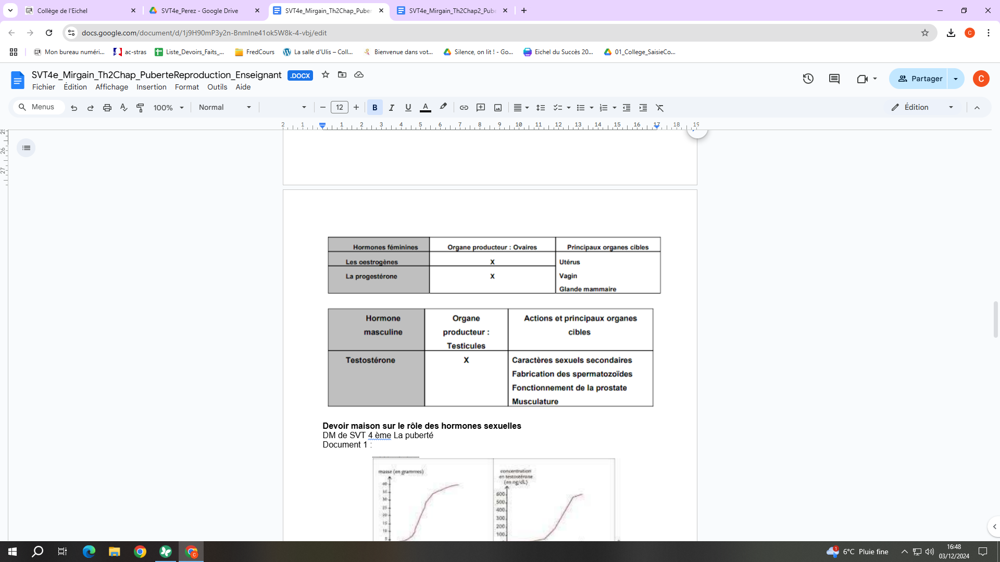 Collège de l'Eichel
SVT4e_Perez - Google Drive
SVT4e_Mirgain_Th2Chap_Puber
SVT4e_Mirgain_Th2Chap2_Pube
docs.google.com/document/d/1j9H90mP3y2n-BnmIne41ok5W8k-4-vbj/edit
C
Mon bureau numéri...
ac-stras
Liste_Devoirs_Faits_...
FredCours
La salle d'Ulis – Coll...
Bienvenue dans vot...
Silence, on lit ! - Go...
Eichel du Succès 20...
01_College_SaisieCo...
SVT4e_Mirgain_Th2Chap_PuberteReproduction_Enseignant
.DOCX
Partager
C
Fichier Édition Affichage Insertion Format Outils Aide
Menus
100%
Normal
12
B
I
U
A
Édition
2 1 1 2 3 4 5 6 7 8 9 10 11 12 13 14 15 16 17 18 19
26
27
Hormones féminines
Organe producteur : Ovaires
Principaux organes cibles
Les oestrogènes
X
Utérus
La progestérone
X
Vagin
Glande mammaire
Hormone
masculine
Organe
producteur :
Testicules
Actions et principaux organes
cibles
Testostérone
X
Caractères sexuels secondaires
Fabrication des spermatozoïdes
Fonctionnement de la prostate
Musculature
Devoir maison sur le rôle des hormones sexuelles
DM de SVT 4 ème La puberté
Document 1 :
masse (en grammes)
40
35
30
25
20
15
10
5
concentration
en testostérone
(en ng/dL)
600
500
400
300
200
100
C
1
6°C Pluie fine
16:48
03/12/2024